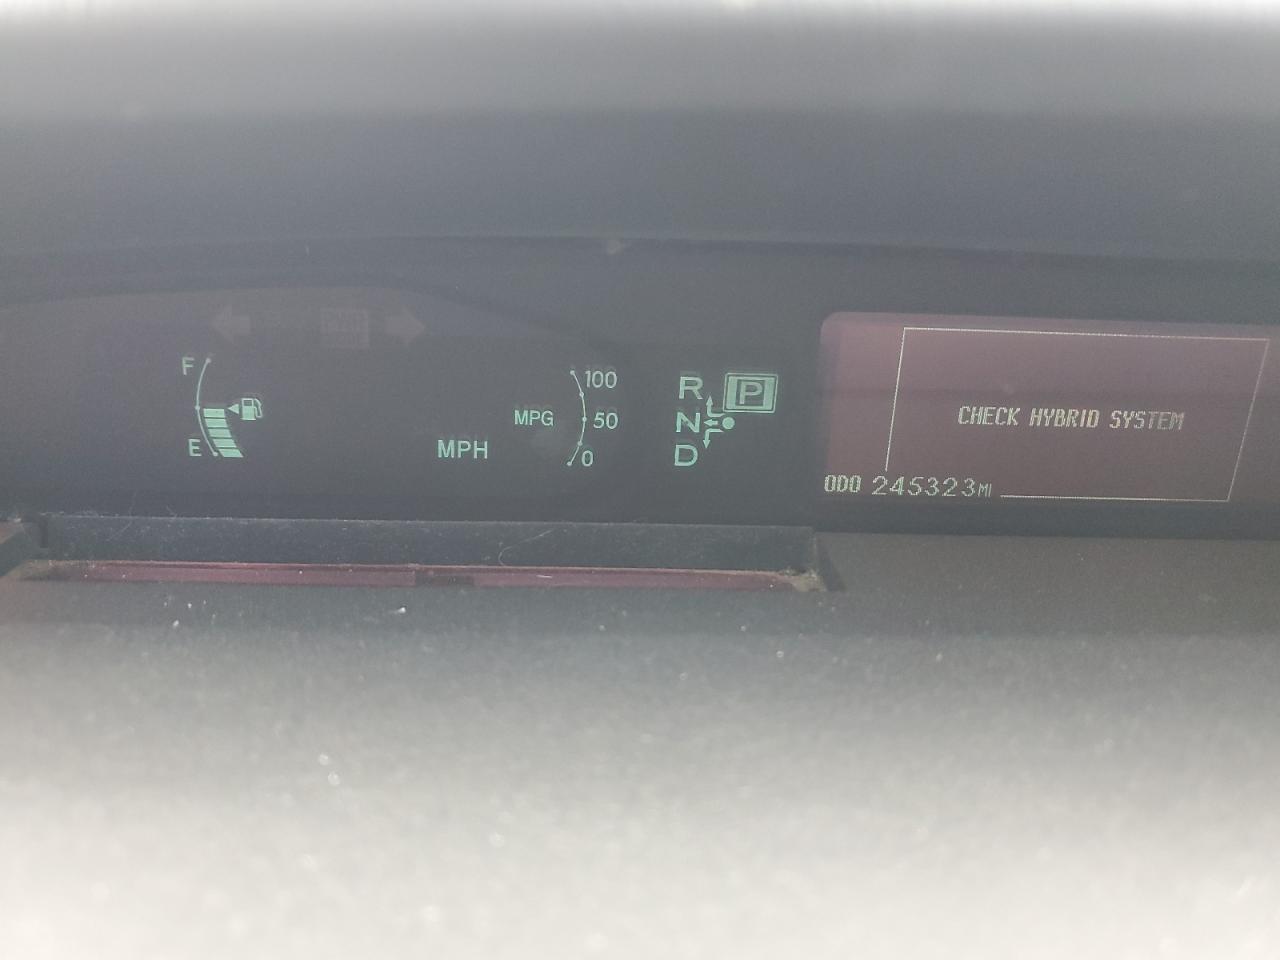 F
E
MPH
MPG
100
50
0
R
N
D
P
CHECK HYBRID SYSTEM
ODO 245323MI